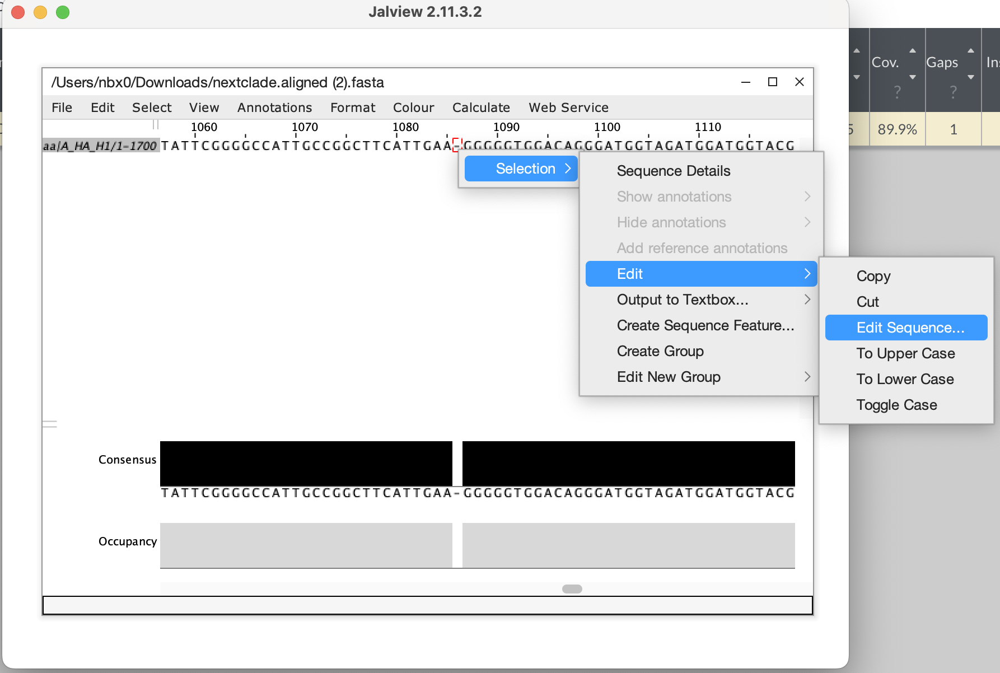 Jalview 2.11.3.2
/Users/nbx0/Downloads/nextclade.aligned (2).fasta
File Edit Select View Annotations Format Colour Calculate Web Service
1060 1070 1080 1090 1100 1110
aa/A_HA_H1/1-1700 TATTCGGGGCCATTGCCGGCTTCATTGAA-GGGGGTGGACAGGGATGGTAGATGGATGGTACG
Selection
Sequence Details
Show annotations
Hide annotations
Add reference annotations
Edit
Output to Textbox...
Create Sequence Feature...
Create Group
Edit New Group
Copy
Cut
Edit Sequence...
To Upper Case
To Lower Case
Toggle Case
Consensus
TATTCGGGGCCATTGCCGGCTTCATTGAA-GGGGGTGGACAGGGATGGTAGATGGATGGTACG
Occupancy
Cov. Gaps
? ?
5 89.9% 1